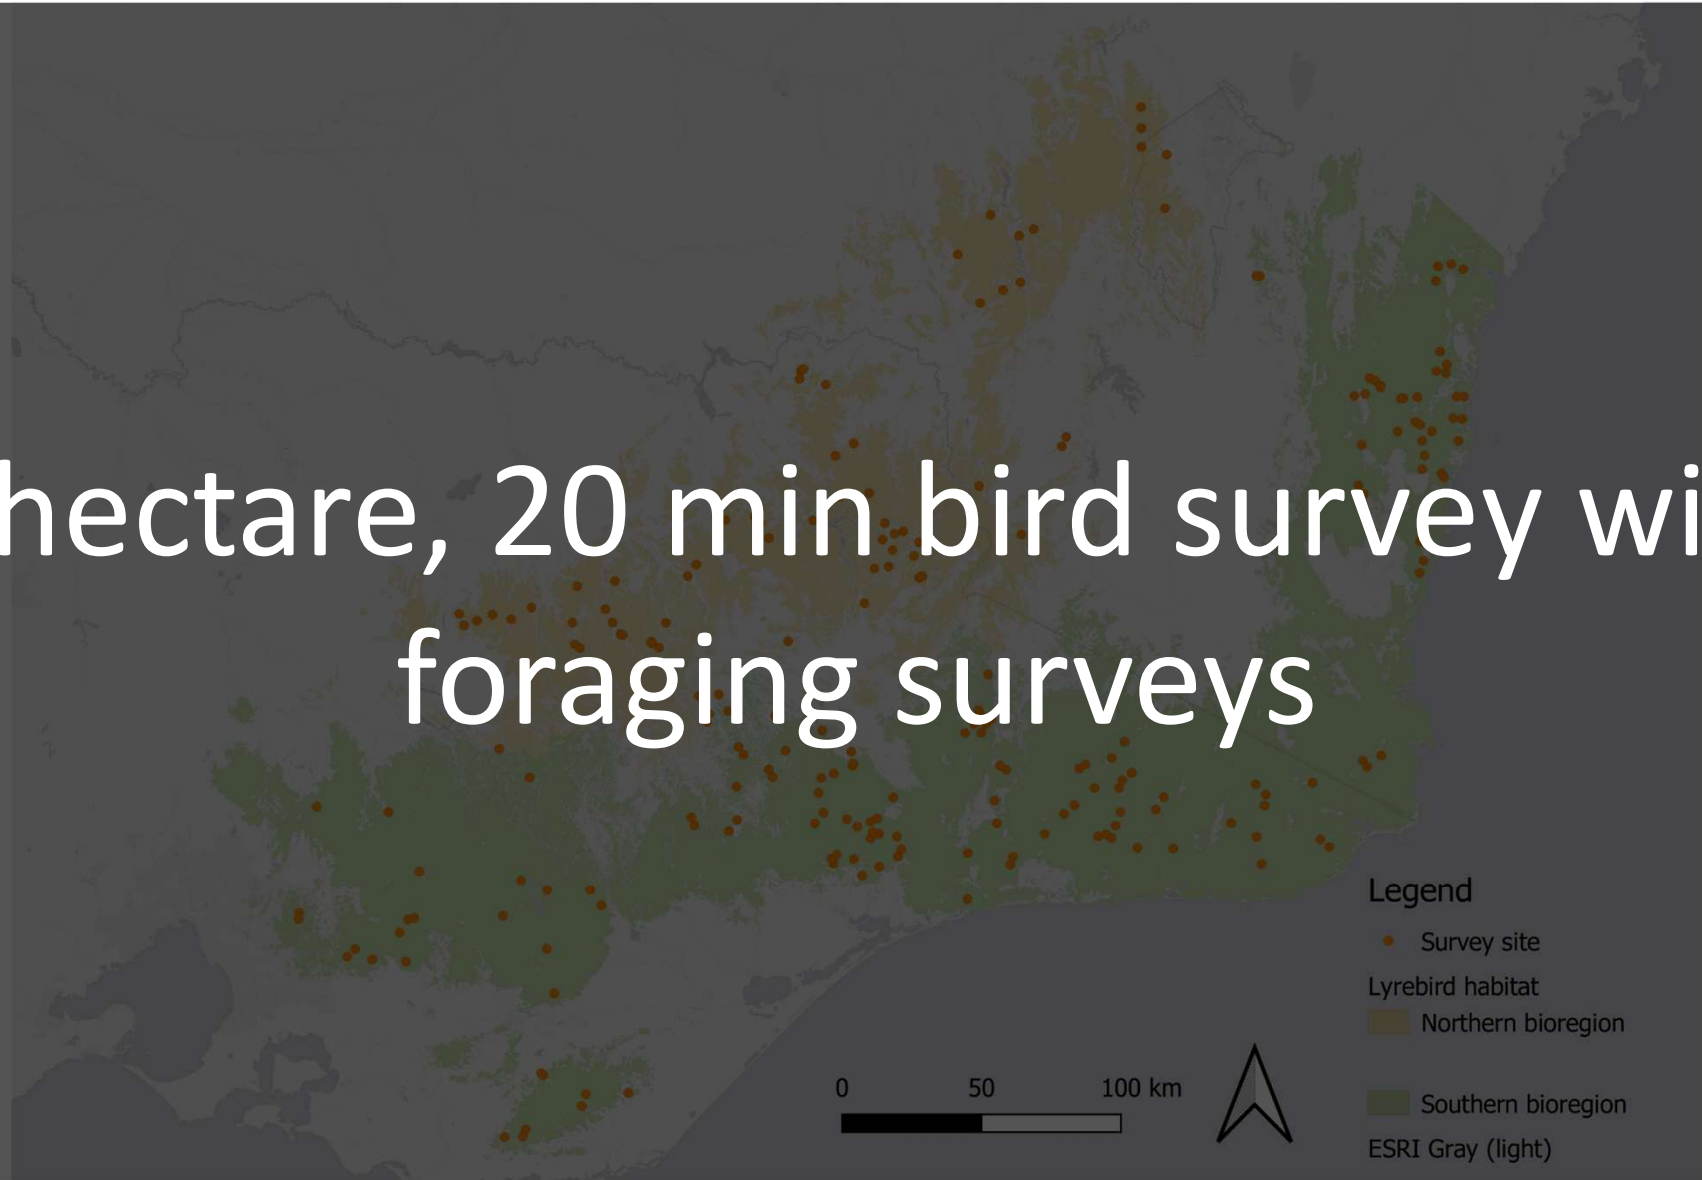 hectare, 20 min bird survey wi
foraging surveys
Legend
Survey site
Lyrebird habitat
Northern bioregion
0 50 100 km
Southern bioregion
ESRI Gray (light)